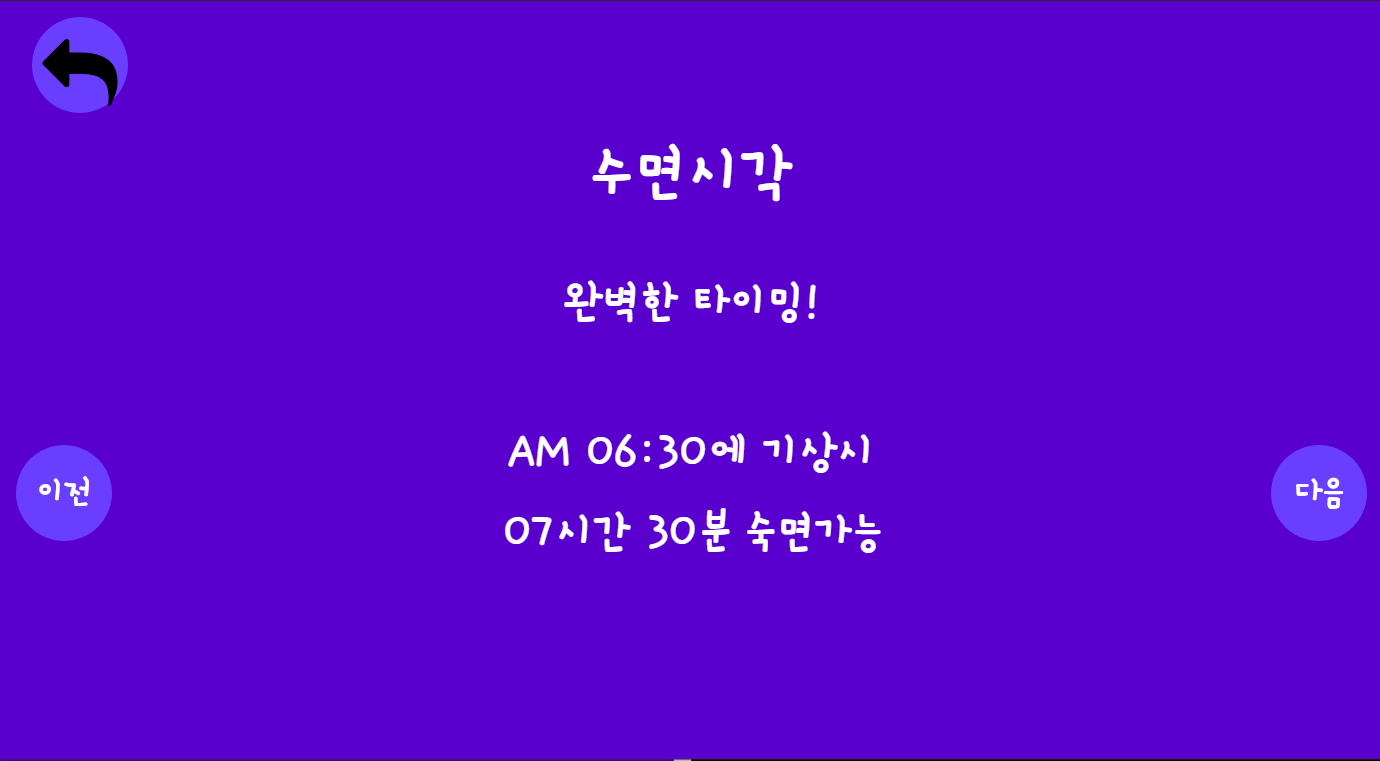 수면시각
완벽한 타이밍!
AM 06:30에 기상시
07시간 30분 숙면가능
이전
다음